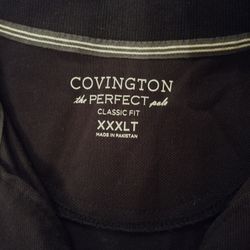 COVINGTON
the PERFECT polo
CLASSIC FIT
XXXLT
MADE IN PAKISTAN